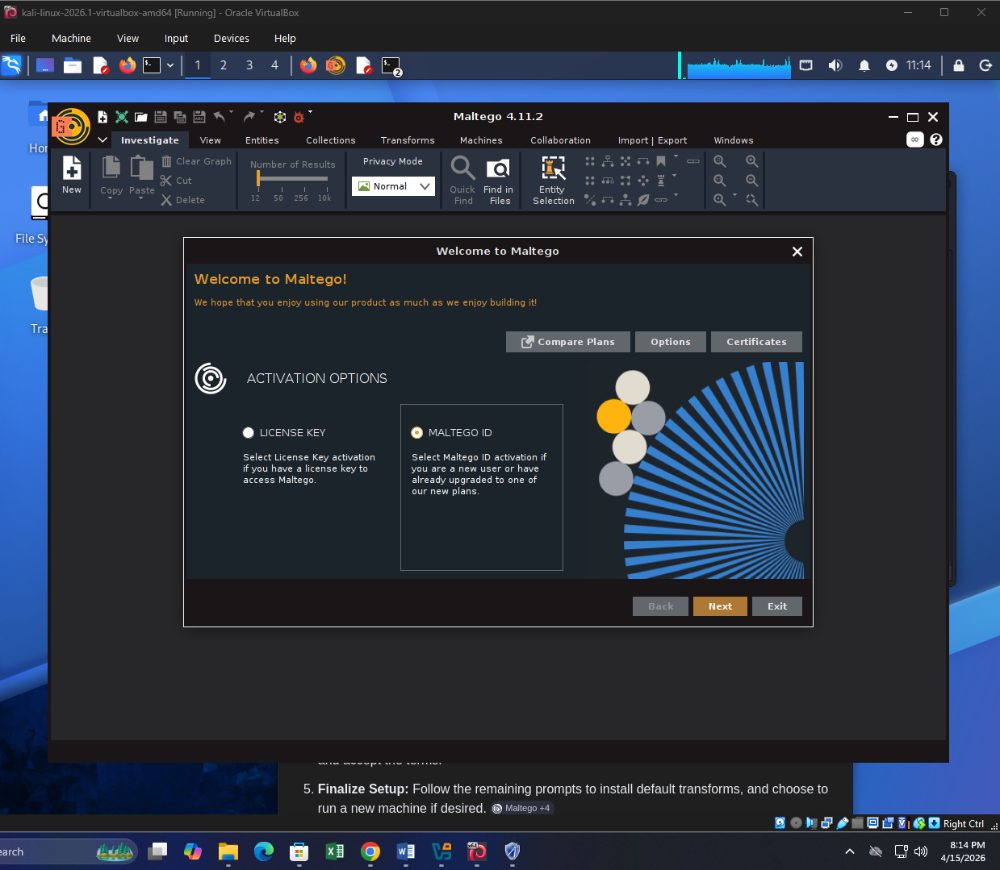 kali-linux-2026.1-virtualbox-amd64 [Running] - Oracle VirtualBox
File Machine View Input Devices Help
1 2 3 4 2 11:14
Maltego 4.11.2
Investigate View Entities Collections Transforms Machines Collaboration Import | Export Windows
New Copy Paste Clear Graph Cut Delete
Number of Results
12 50 256 10k
Privacy Mode
Normal
Quick Find
Find in Files
Entity Selection
Hor
File Sy
Tra
Welcome to Maltego
Welcome to Maltego!
We hope that you enjoy using our product as much as we enjoy building it!
Compare Plans Options Certificates
ACTIVATION OPTIONS
LICENSE KEY
Select License Key activation
if you have a license key to
access Maltego.
MALTEGO ID
Select Maltego ID activation if
you are a new user or have
already upgraded to one of
our new plans.
Back Next Exit
and accept the terms.
5. Finalize Setup: Follow the remaining prompts to install default transforms, and choose to
run a new machine if desired. Maltego +4
Right Ctrl
earch
8:14 PM
4/15/2026